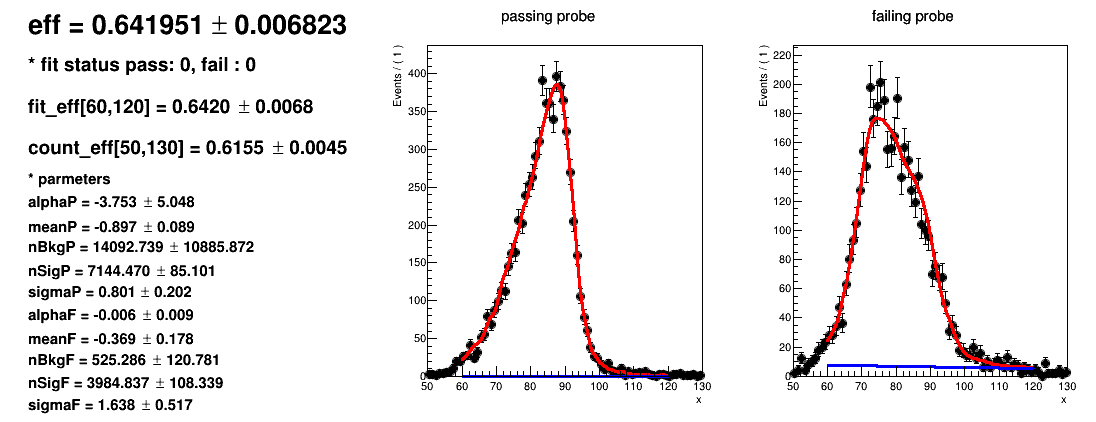 eff = 0.641951 ± 0.006823
* fit status pass: 0, fail : 0
fit_eff[60,120] = 0.6420 ± 0.0068
count_eff[50,130] = 0.6155 ± 0.0045
* parmeters
alphaP = -3.753 ± 5.048
meanP = -0.897 ± 0.089
nBkgP = 14092.739 ± 10885.872
nSigP = 7144.470 ± 85.101
sigmaP = 0.801 ± 0.202
alphaF = -0.006 ± 0.009
meanF = -0.369 ± 0.178
nBkgF = 525.286 ± 120.781
nSigF = 3984.837 ± 108.339
sigmaF = 1.638 ± 0.517
passing probe
Events / ( 1 )
400
350
300
250
200
150
100
50
0
50 60 70 80 90 100 110 120 130
x
failing probe
Events / ( 1 )
220
200
180
160
140
120
100
80
60
40
20
0
50 60 70 80 90 100 110 120 130
x